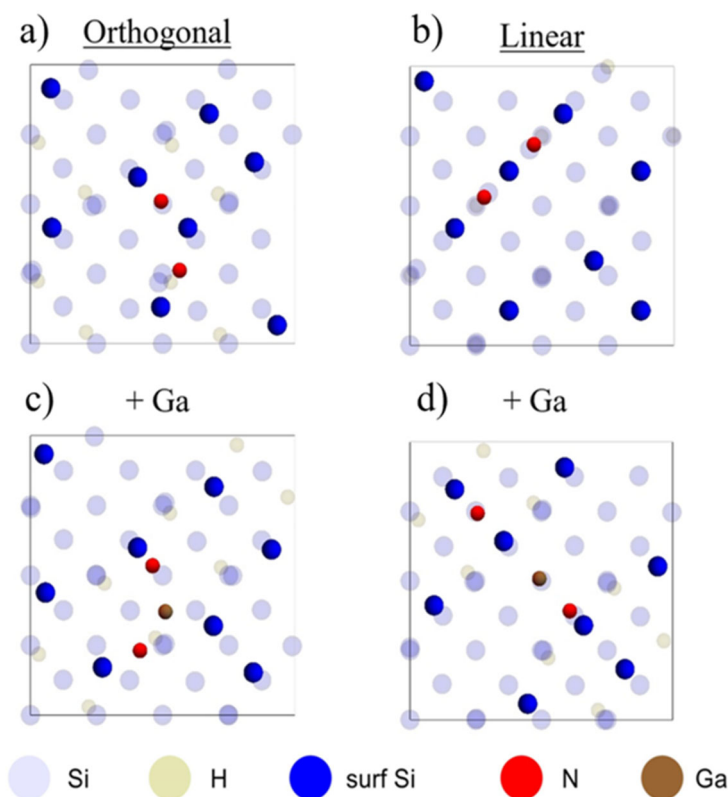 a) Orthogonal
b) Linear
c) + Ga
d) + Ga
Si H surf Si N Ga